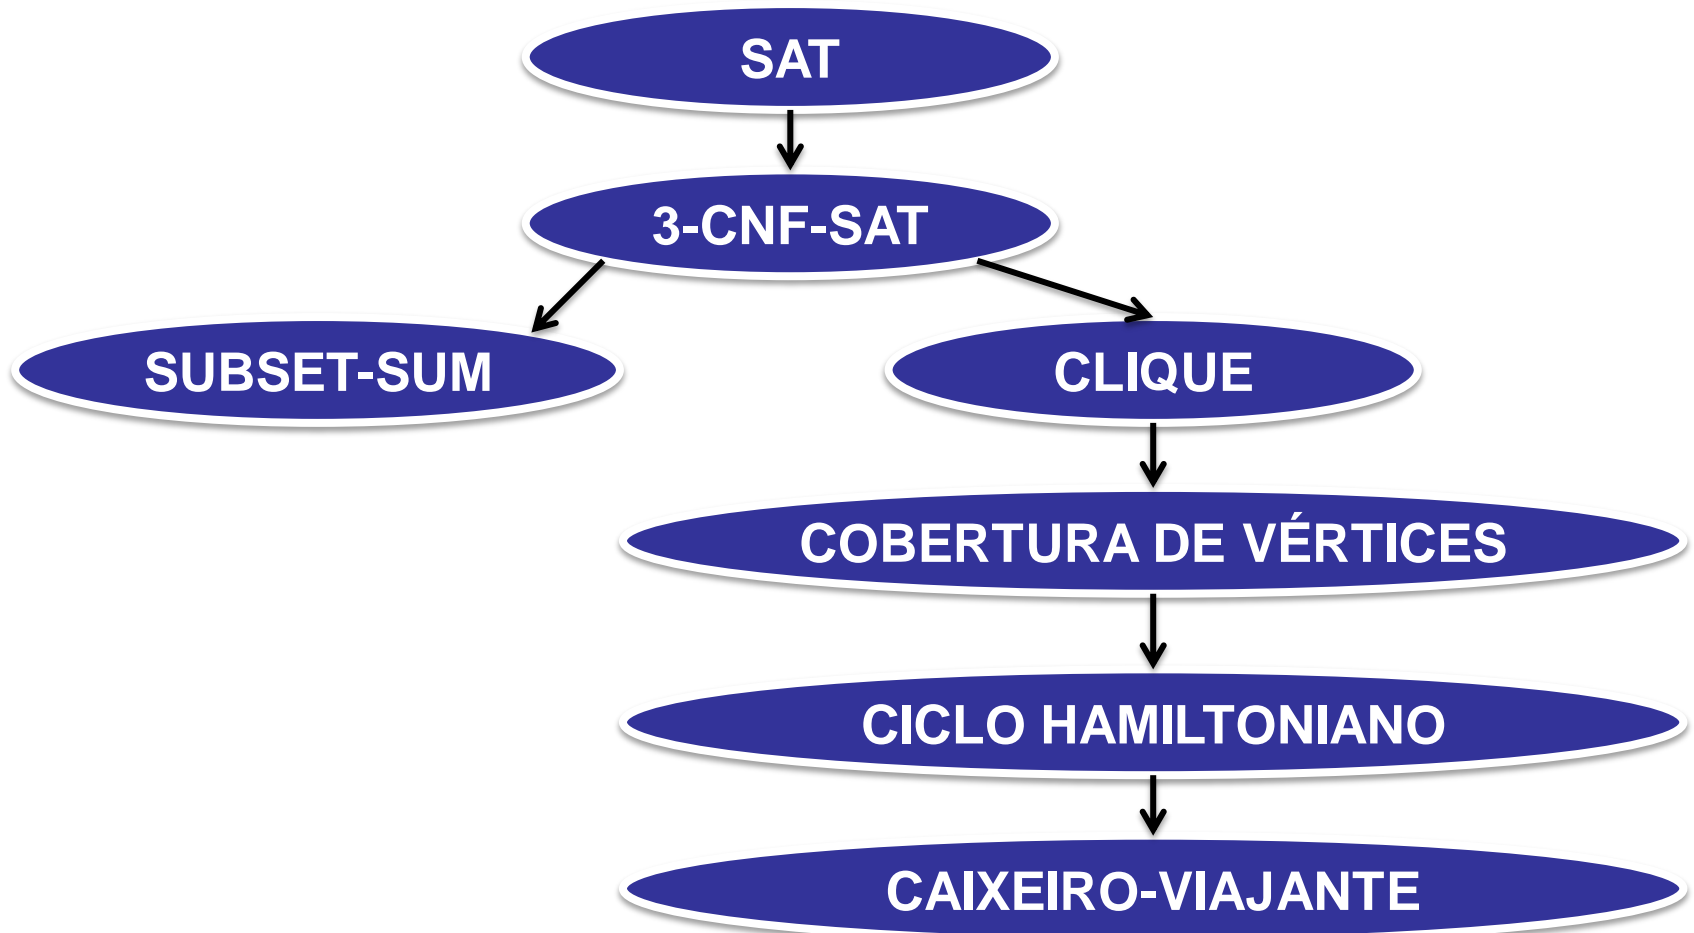 SAT
3-CNF-SAT
SUBSET-SUM
CLIQUE
COBERTURA DE VÉRTICES
CICLO HAMILTONIANO
CAIXEIRO-VIAJANTE